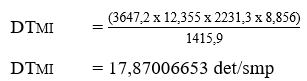 DTMI = (3647,2 x 12,355 x 2231,3 x 8,856)
1415,9
DTMI = 17,87006653 det/smp